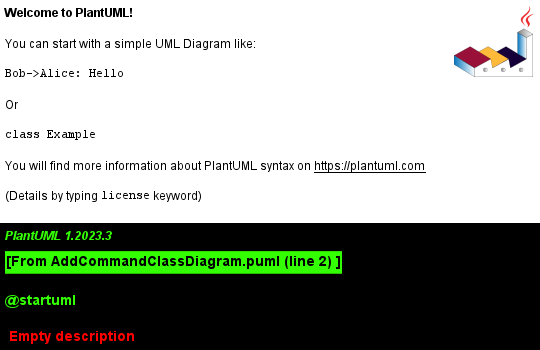 Welcome to PlantUML!
You can start with a simple UML Diagram like:
Bob->Alice: Hello
Or
class Example
You will find more information about PlantUML syntax on https://plantuml.com
(Details by typing license keyword)
PlantUML 1.2023.3
[From AddCommandClassDiagram.puml (line 2) ]
@startuml
Empty description